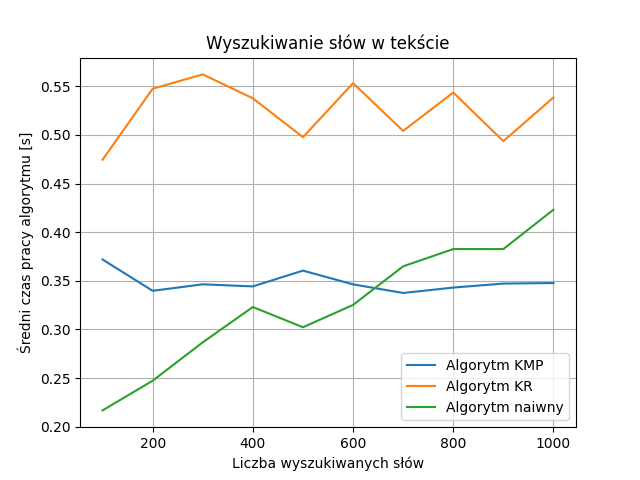 Wyszukiwanie słów w tekście
Średni czas pracy algorytmu [s]
0.55
0.50
0.45
0.40
0.35
0.30
0.25
0.20
Algorytm KMP
Algorytm KR
Algorytm naiwny
200
400
600
800
1000
Liczba wyszukiwanych słów